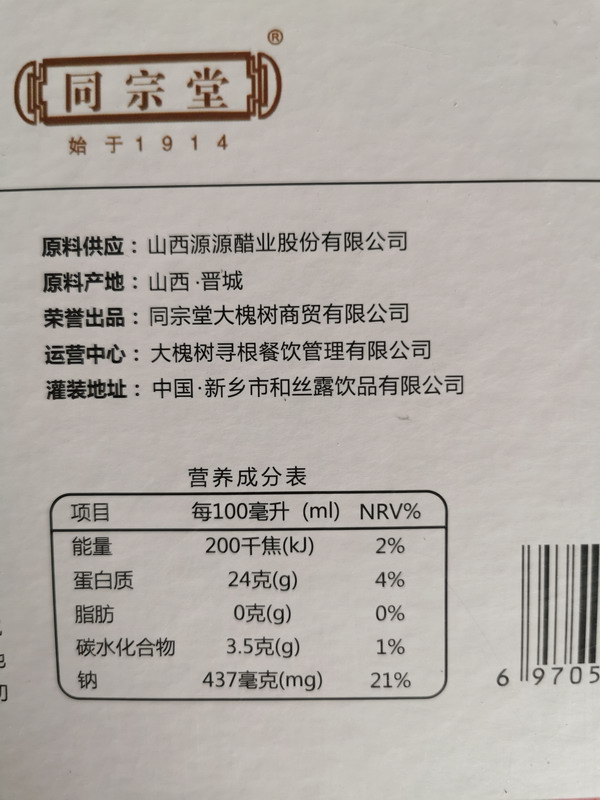 ®
同宗堂
始于1914
原料供应：山西源源醋业股份有限公司
原料产地：山西·晋城
荣誉出品：同宗堂大槐树商贸有限公司
运营中心：大槐树寻根餐饮管理有限公司
灌装地址：中国·新乡市和丝露饮品有限公司
营养成分表
项目 每100毫升 (ml) NRV%
能量 200千焦(kJ) 2%
蛋白质 24克(g) 4%
脂肪 0克(g) 0%
碳水化合物 3.5克(g) 1%
钠 437毫克(mg) 21%
6 9705